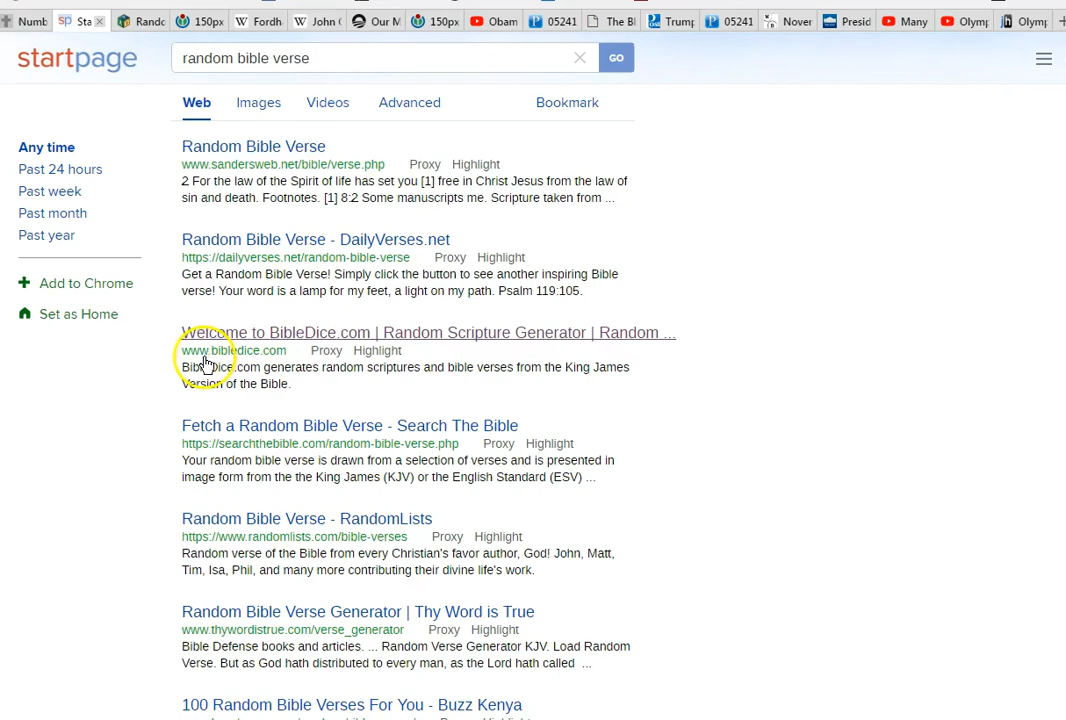 Numb Sta Rando 150px Fordh John ( Our M 150px Obam 05241 The Bl Trump 05241 Nover Presid Many Olymp Olymp
startpage random bible verse GO
Web Images Videos Advanced Bookmark
Any time
Past 24 hours
Past week
Past month
Past year
Add to Chrome
Set as Home
Random Bible Verse
www.sandersweb.net/bible/verse.php Proxy Highlight
2 For the law of the Spirit of life has set you [1] free in Christ Jesus from the law of
sin and death. Footnotes. [1] 8:2 Some manuscripts me. Scripture taken from ...
Random Bible Verse - DailyVerses.net
https://dailyverses.net/random-bible-verse Proxy Highlight
Get a Random Bible Verse! Simply click the button to see another inspiring Bible
verse! Your word is a lamp for my feet, a light on my path. Psalm 119:105.
Welcome to BibleDice.com | Random Scripture Generator | Random ...
www.bibledice.com Proxy Highlight
BibleDice.com generates random scriptures and bible verses from the King James
Version of the Bible.
Fetch a Random Bible Verse - Search The Bible
https://searchthebible.com/random-bible-verse.php Proxy Highlight
Your random bible verse is drawn from a selection of verses and is presented in
image form from the the King James (KJV) or the English Standard (ESV) ...
Random Bible Verse - RandomLists
https://www.randomlists.com/bible-verses Proxy Highlight
Random verse of the Bible from every Christian's favor author, God! John, Matt,
Tim, Isa, Phil, and many more contributing their divine life's work.
Random Bible Verse Generator | Thy Word is True
www.thywordistrue.com/verse_generator Proxy Highlight
Bible Defense books and articles. ... Random Verse Generator KJV. Load Random
Verse. But as God hath distributed to every man, as the Lord hath called ...
100 Random Bible Verses For You - Buzz Kenya